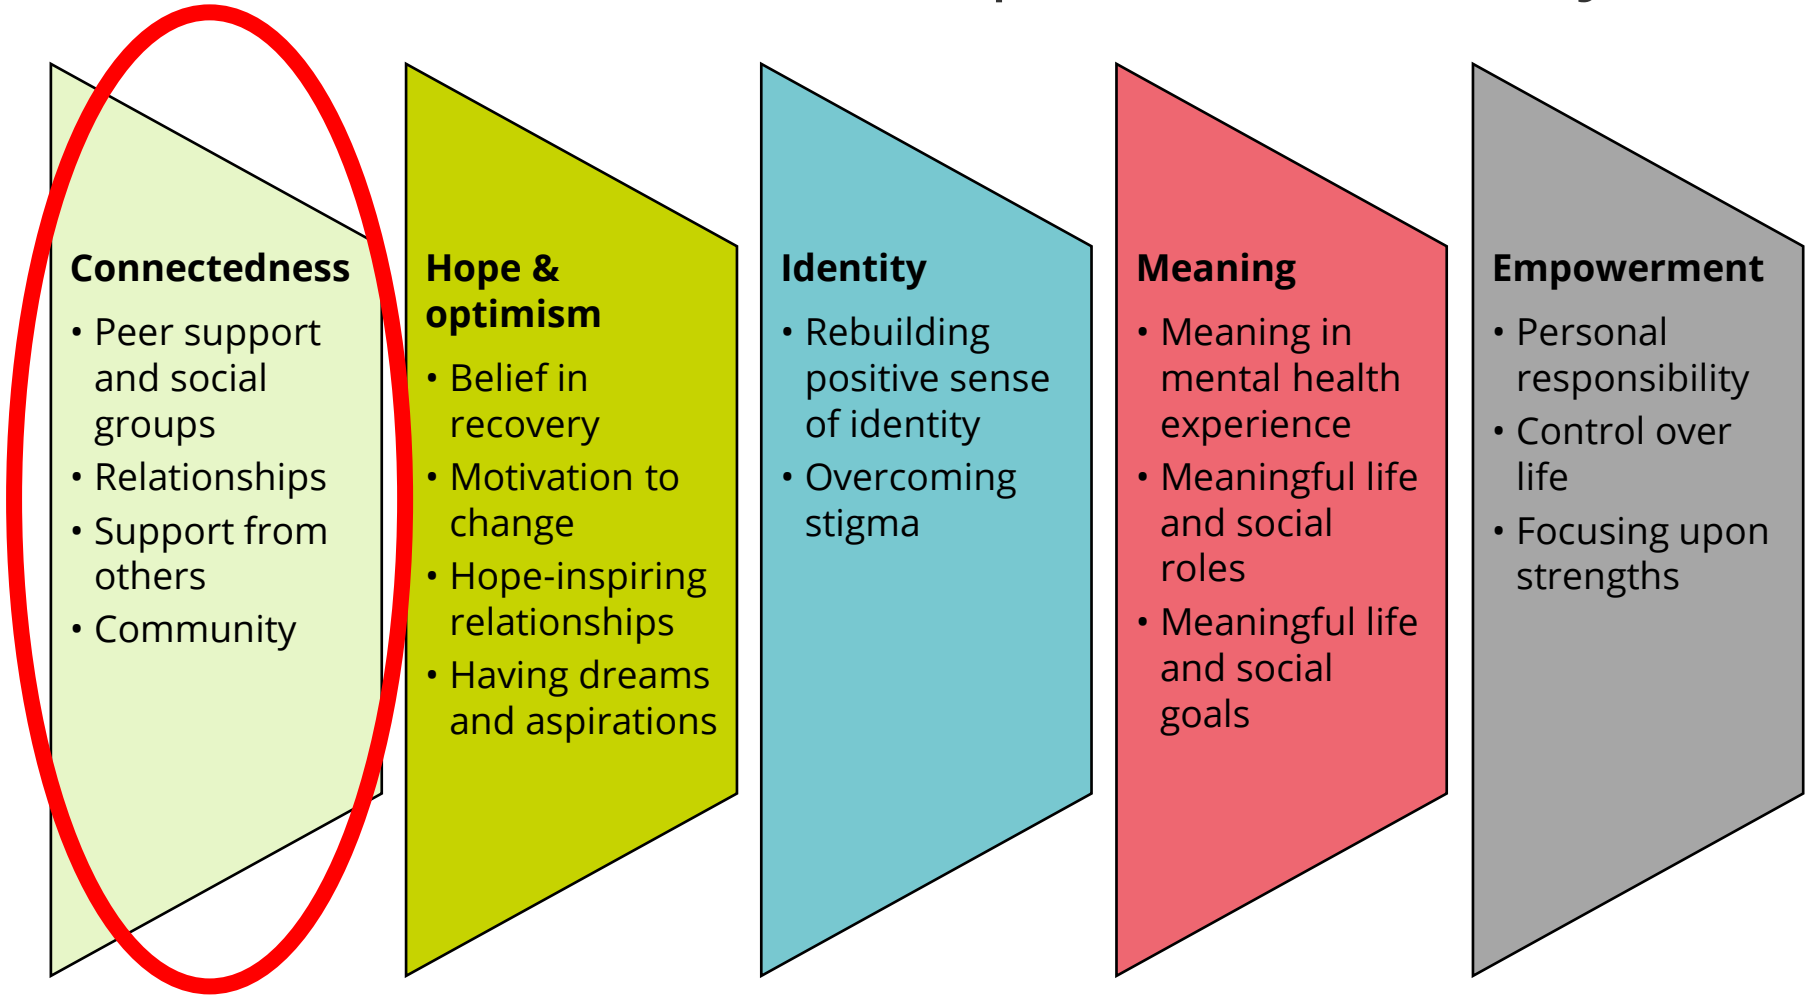 Connectedness
• Peer support
and social
groups
• Relationships
• Support from
others
• Community
Hope &
optimism
• Belief in
recovery
• Motivation to
change
• Hope-inspiring
relationships
• Having dreams
and aspirations
Identity
• Rebuilding
positive sense
of identity
• Overcoming
stigma
Meaning
• Meaning in
mental health
experience
• Meaningful life
and social
roles
• Meaningful life
and social
goals
Empowerment
• Personal
responsibility
• Control over
life
• Focusing upon
strengths